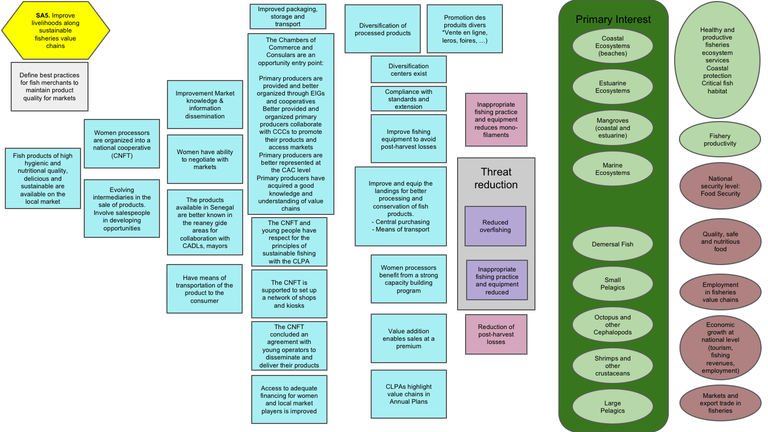 SA5. Improve
livelihoods along
sustainable
fisheries value
chains
Define best practices
for fish merchants to
maintain product
quality for markets
Fish products of high
hygienic and
nutritional quality,
delicious and
sustainable are
available on the
local market
Women processors
are organized into a
national cooperative
(CNFT)
Evolving
intermediaries in the
sale of products.
Involve salespeople
in developing
opportunities
Improvement Market
knowledge &
information
dissemination
Women have ability
to negotiate with
markets
The products
available in Senegal
are better known in
the reaney gide
areas for
collaboration with
CADLs, mayors
Have means of
transportation of the
product to the
consumer
Improved packaging,
storage and
transport
The Chambers of
Commerce and
Consulars are an
opportunity entry point:
Primary producers are
provided and better
organized through EIGs
and cooperatives
Better provided and
organized primary
producers collaborate
with CCCs to promote
their products and
access markets
Primary producers are
better represented at
the CAC level
Primary producers have
acquired a good
knowledge and
understanding of value
chains
The CNFT and
young people have
respect for the
principles of
sustainable fishing
with the CLPA
The CNFT is
supported to set up
a network of shops
and kiosks
The CNFT
concluded an
agreement with
young operators to
disseminate and
deliver their products
Access to adequate
financing for women
and local market
players is improved
Diversification of
processed products
Promotion des
produits divers
"Vente en ligne,
leros, foires, ...)
Diversification
centers exist
Compliance with
standards and
extension
Improve fishing
equipment to avoid
post-harvest losses
Improve and equip the
landings for better
processing and
conservation of fish
products.
- Central purchasing
- Means of transport
Women processors
benefit from a strong
capacity building
program
Value addition
enables sales at a
premium
CLPAs highlight
value chains in
Annual Plans
Inappropriate
fishing practice
and equipment
reduces mono-
filaments
Threat
reduction
Reduced
overfishing
Inappropriate
fishing practice
and equipment
reduced
Reduction of
post-harvest
losses
Primary Interest
Coastal
Ecosystems
(beaches)
Estuarine
Ecosystems
Mangroves
(coastal and
estuarine)
Marine
Ecosystems
Demersal Fish
Small
Pelagics
Octopus and
other
Cephalopods
Shrimps and
other
crustaceans
Large
Pelagics
Healthy and
productive
fisheries
ecosystem
services
Coastal
protection
Critical fish
habitat
Fishery
productivity
National
security level:
Food Security
Quality, safe
and nutritious
food
Employment
in fisheries
value chains
Economic
growth at
national level
(tourism,
fishing
revenues,
employment)
Markets and
export trade in
fisheries